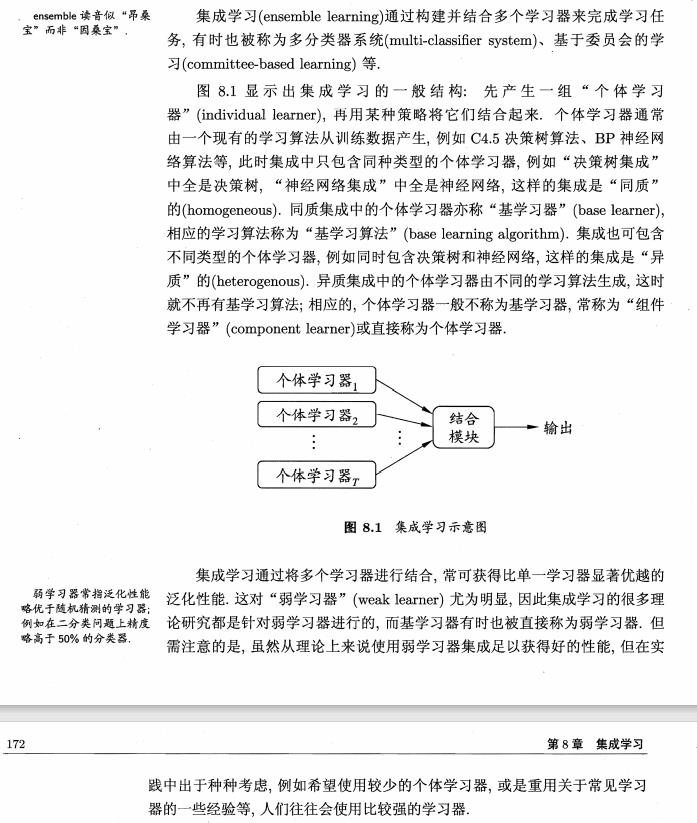 ensemble 读音似“昂桑
宝”而非“因桑宝”.
集成学习(ensemble learning)通过构建并结合多个学习器来完成学习任
务, 有时也被称为多分类器系统(multi-classifier system)、基于委员会的学
习(committee-based learning) 等.
图 8.1 显示出集成学习的一般结构: 先产生一组“个体学习
器”(individual learner), 再用某种策略将它们结合起来. 个体学习器通常
由一个现有的学习算法从训练数据产生, 例如 C4.5 决策树算法、BP 神经网
络算法等, 此时集成中只包含同种类型的个体学习器, 例如“决策树集成”
中全是决策树, “神经网络集成”中全是神经网络, 这样的集成是“同质”
的(homogeneous). 同质集成中的个体学习器亦称“基学习器”(base learner),
相应的学习算法称为“基学习算法”(base learning algorithm). 集成也可包含
不同类型的个体学习器, 例如同时包含决策树和神经网络, 这样的集成是“异
质”的(heterogenous). 异质集成中的个体学习器由不同的学习算法生成, 这时
就不再有基学习算法; 相应的, 个体学习器一般不称为基学习器, 常称为“组件
学习器”(component learner)或直接称为个体学习器.
个体学习器1
个体学习器2
⋮
⋮
个体学习器T
结合
模块
输出
图 8.1 集成学习示意图
弱学习器常指泛化性能
略优于随机猜测的学习器;
例如在二分类问题上精度
略高于 50% 的分类器.
集成学习通过将多个学习器进行结合, 常可获得比单一学习器显著优越的
泛化性能. 这对“弱学习器”(weak learner) 尤为明显, 因此集成学习的很多理
论研究都是针对弱学习器进行的, 而基学习器有时也被直接称为弱学习器. 但
需注意的是, 虽然从理论上来说使用弱学习器集成足以获得好的性能, 但在实
172
第 8 章 集成学习
践中出于种种考虑, 例如希望使用较少的个体学习器, 或是重用关于常见学习
器的一些经验等, 人们往往会使用比较强的学习器.